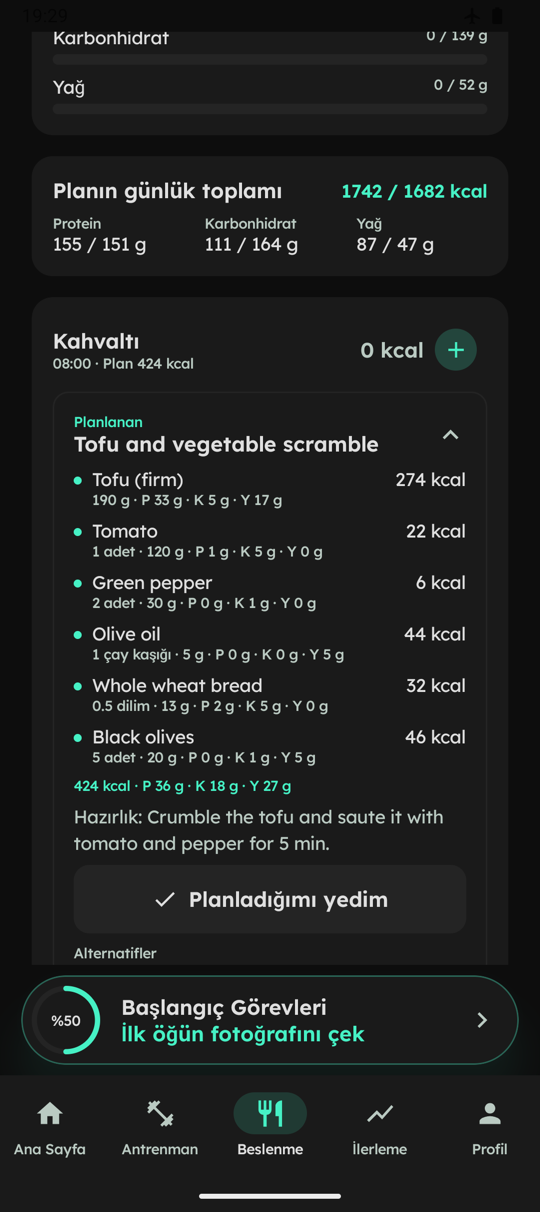 19:29
Karbonhidrat 0 / 139 g
Yağ 0 / 52 g
Planın günlük toplamı 1742 / 1682 kcal
Protein Karbonhidrat Yağ
155 / 151 g 111 / 164 g 87 / 47 g
Kahvaltı
0 kcal
08:00 · Plan 424 kcal
Planlanan
Tofu and vegetable scramble
Tofu (firm) 274 kcal
190 g · P 33 g · K 5 g · Y 17 g
Tomato 22 kcal
1 adet · 120 g · P 1 g · K 5 g · Y 0 g
Green pepper 6 kcal
2 adet · 30 g · P 0 g · K 1 g · Y 0 g
Olive oil 44 kcal
1 çay kaşığı · 5 g · P 0 g · K 0 g · Y 5 g
Whole wheat bread 32 kcal
0.5 dilim · 13 g · P 2 g · K 5 g · Y 0 g
Black olives 46 kcal
5 adet · 20 g · P 0 g · K 1 g · Y 5 g
424 kcal · P 36 g · K 18 g · Y 27 g
Hazırlık: Crumble the tofu and saute it with
tomato and pepper for 5 min.
Planladığımı yedim
Alternatifler
%50
Başlangıç Görevleri
İlk öğün fotoğrafını çek
Ana Sayfa Antrenman Beslenme İlerleme Profil